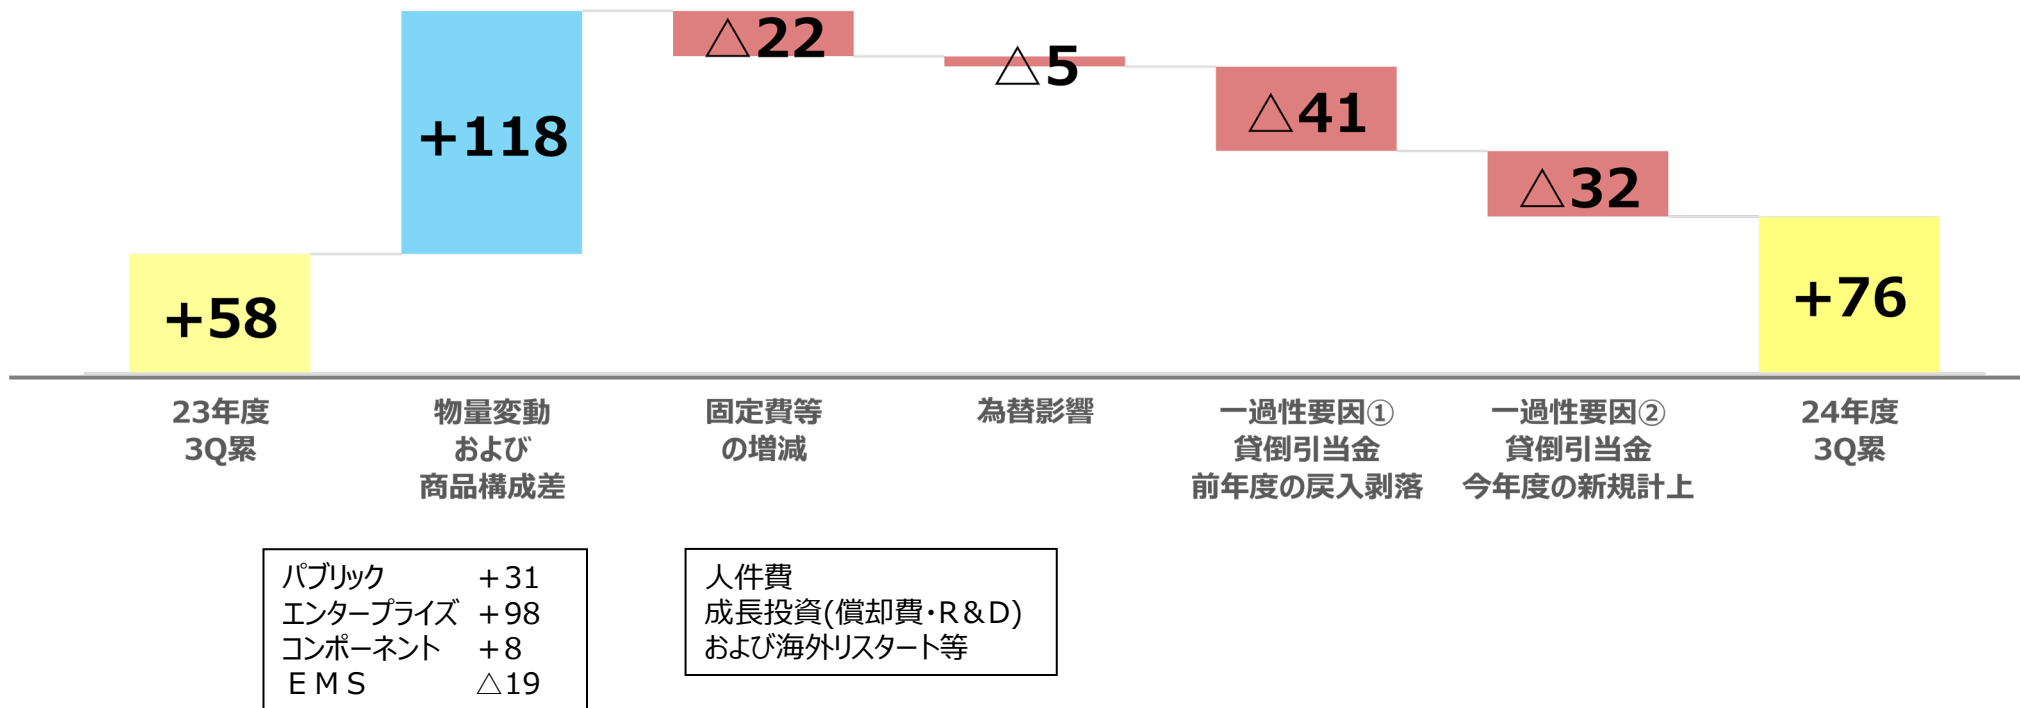 +58
+118
△22
△5
△41
△32
+76
23年度
3Q累
物量変動
および
商品構成差
固定費等
の増減
為替影響
一過性要因①
貸倒引当金
前年度の戻入剥落
一過性要因②
貸倒引当金
今年度の新規計上
24年度
3Q累
パブリック +31
エンタープライズ +98
コンポーネント +8
ＥＭＳ △19
人件費
成長投資(償却費・R＆D)
および海外リスタート等